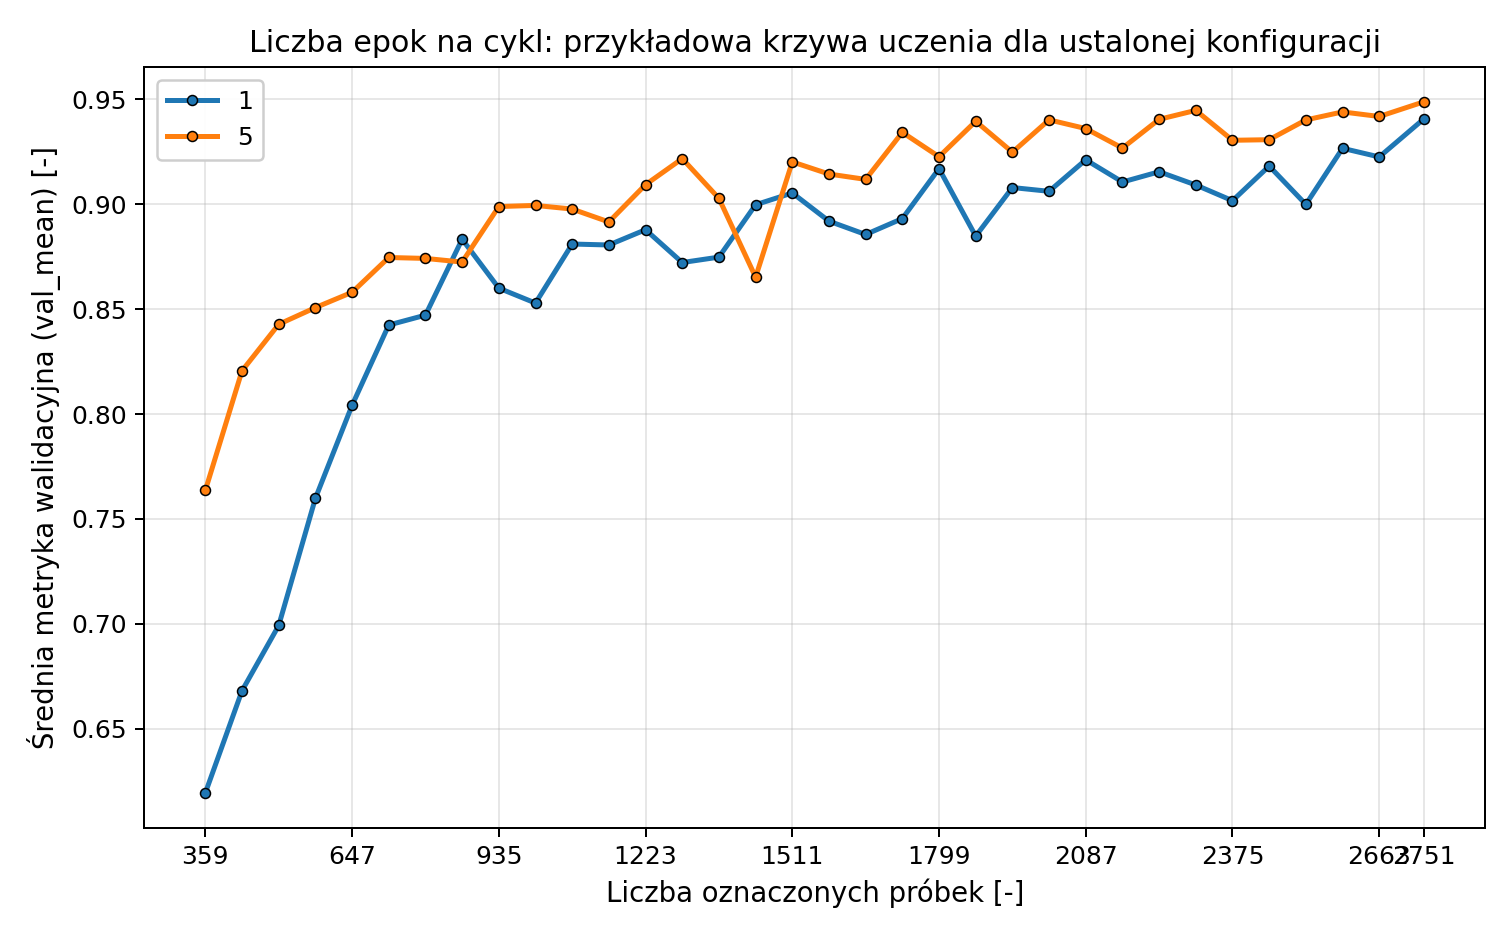 Liczba epok na cykl: przykładowa krzywa uczenia dla ustalonej konfiguracji
1
5
Średnia metryka walidacyjna (val_mean) [-]
0.95
0.90
0.85
0.80
0.75
0.70
0.65
359 647 935 1223 1511 1799 2087 2375 2663 2751
Liczba oznaczonych próbek [-]